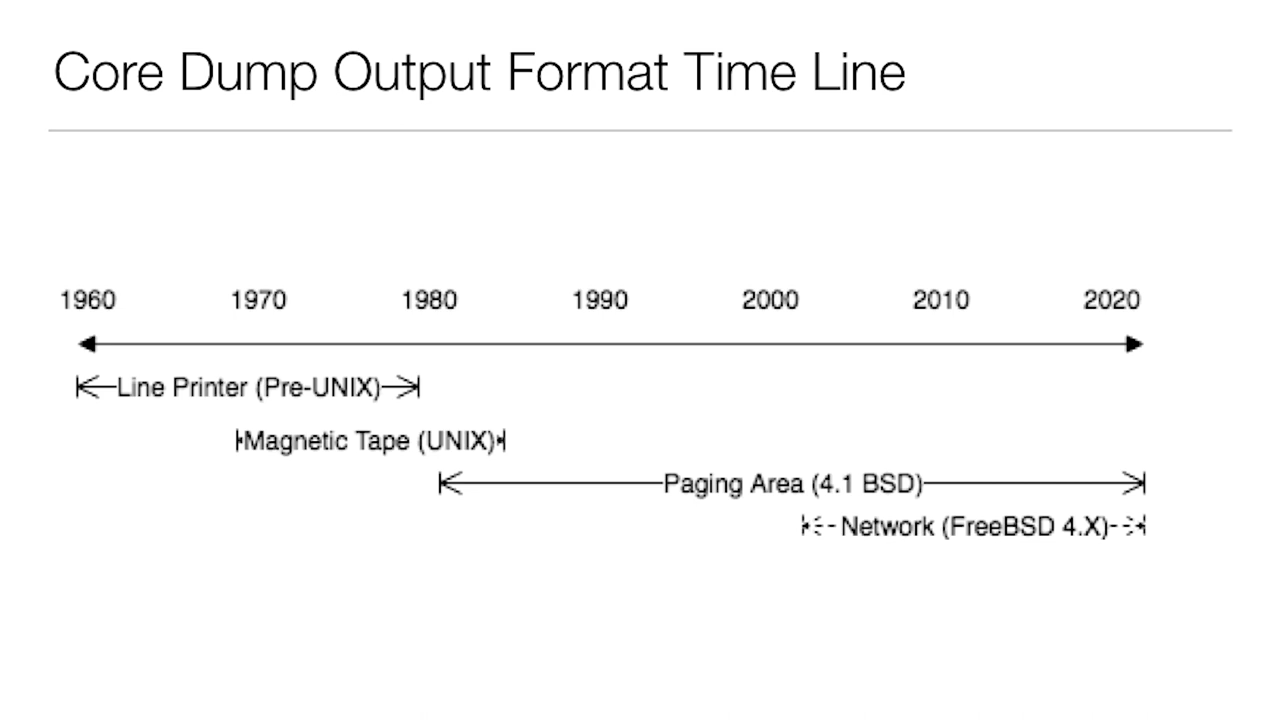 Core Dump Output Format Time Line
1960 1970 1980 1990 2000 2010 2020
Line Printer (Pre-UNIX)
Magnetic Tape (UNIX)
Paging Area (4.1 BSD)
Network (FreeBSD 4.X)